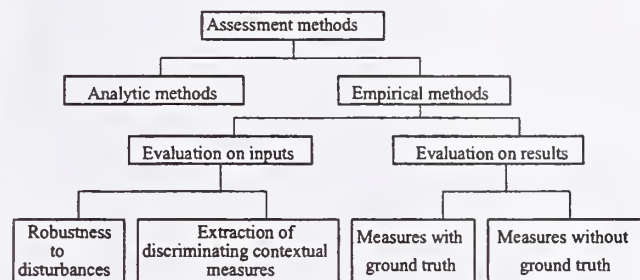 Assessment methods
Analytic methods
Empirical methods
Evaluation on inputs
Evaluation on results
Robustness
to
disturbances
Extraction of
discriminating contextual
measures
Measures with
ground truth
Measures without
ground truth